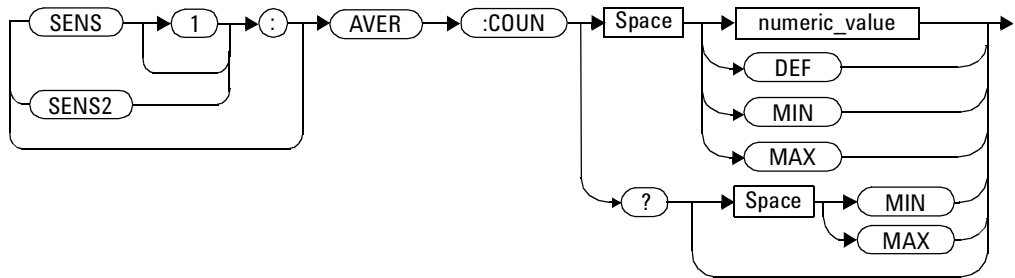 SENS 1 : AVER :COUN Space numeric_value
DEF
SENS2
MIN
MAX
? Space MIN
MAX